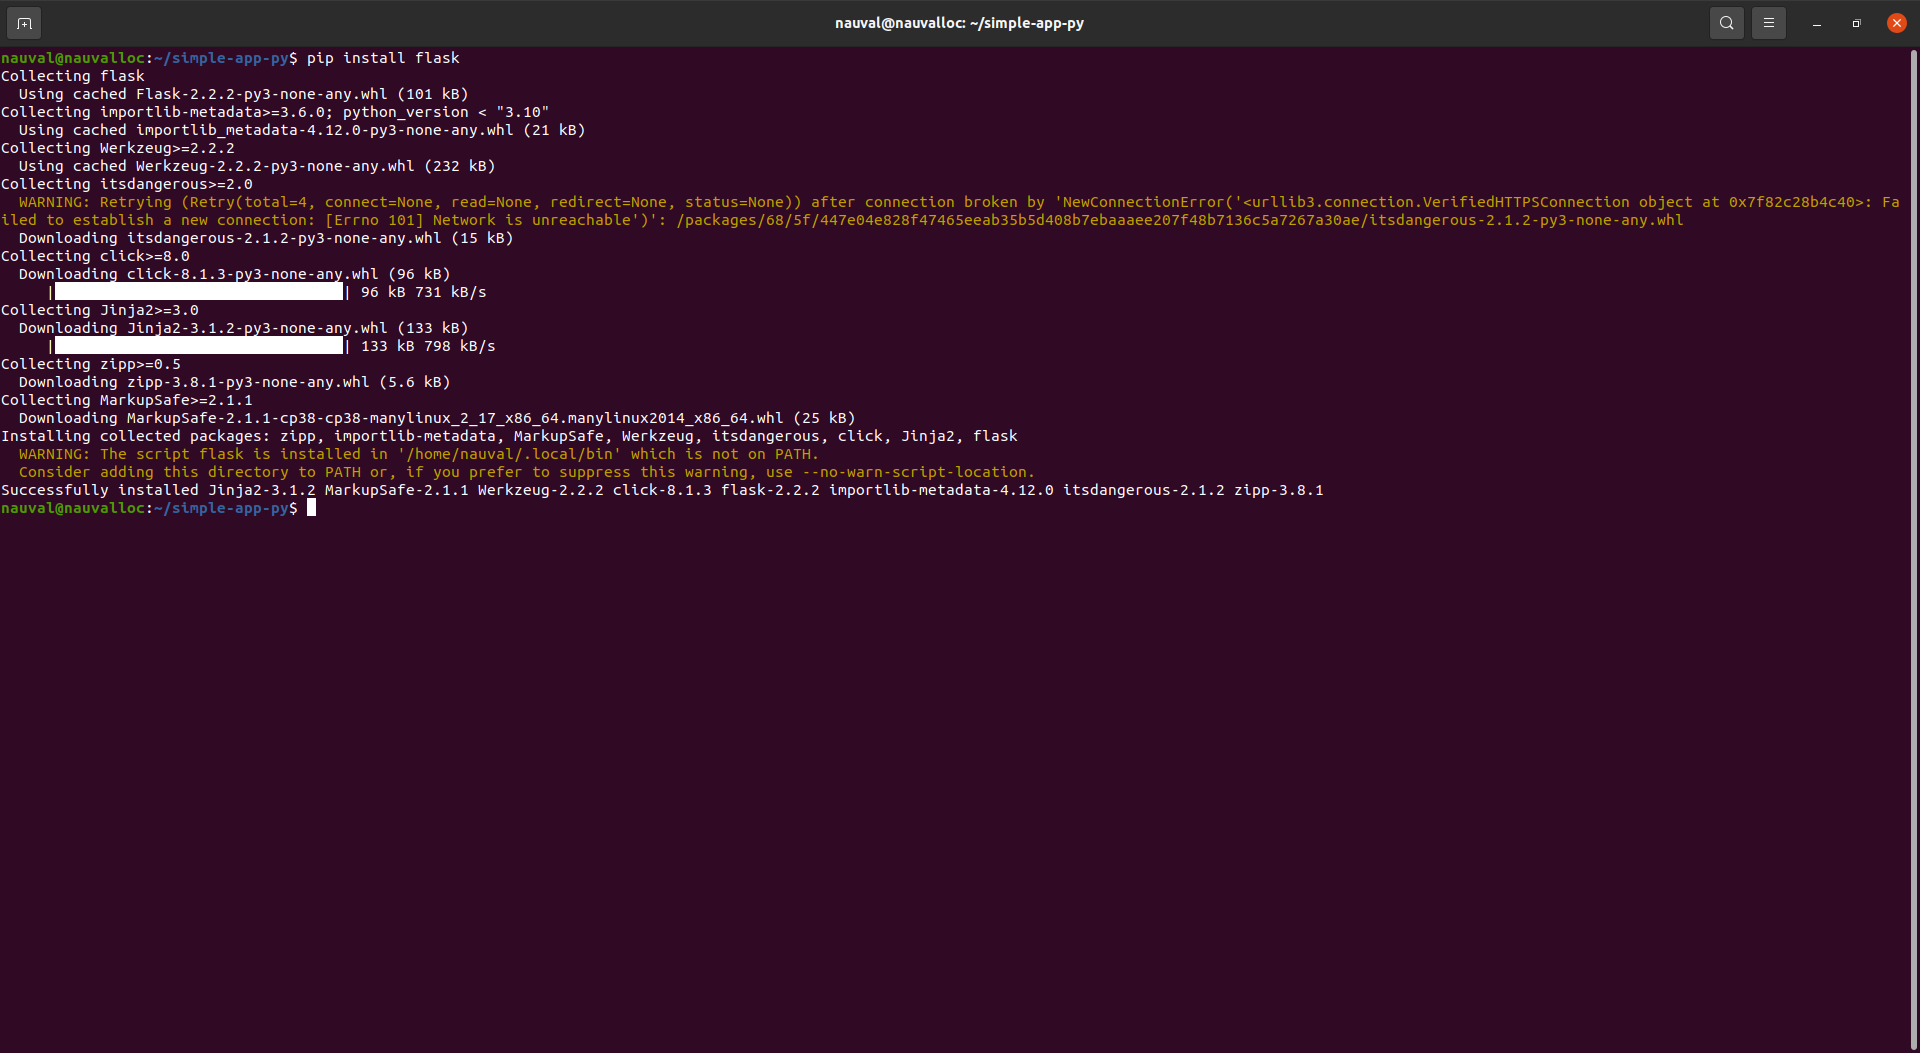 nauval@nauvalloc: ~/simple-app-py
nauval@nauvalloc:~/simple-app-py$ pip install flask
Collecting flask
  Using cached Flask-2.2.2-py3-none-any.whl (101 kB)
Collecting importlib-metadata>=3.6.0; python_version < "3.10"
  Using cached importlib_metadata-4.12.0-py3-none-any.whl (21 kB)
Collecting Werkzeug>=2.2.2
  Using cached Werkzeug-2.2.2-py3-none-any.whl (232 kB)
Collecting itsdangerous>=2.0
  WARNING: Retrying (Retry(total=4, connect=None, read=None, redirect=None, status=None)) after connection broken by 'NewConnectionError('<urllib3.connection.VerifiedHTTPSConnection object at 0x7f82c28b4c40>: Fa
iled to establish a new connection: [Errno 101] Network is unreachable')': /packages/68/5f/447e04e828f47465eeab35b5d408b7ebaaaee207f48b7136c5a7267a30ae/itsdangerous-2.1.2-py3-none-any.whl
  Downloading itsdangerous-2.1.2-py3-none-any.whl (15 kB)
Collecting click>=8.0
  Downloading click-8.1.3-py3-none-any.whl (96 kB)
     |████████████████████████████████| 96 kB 731 kB/s
Collecting Jinja2>=3.0
  Downloading Jinja2-3.1.2-py3-none-any.whl (133 kB)
     |████████████████████████████████| 133 kB 798 kB/s
Collecting zipp>=0.5
  Downloading zipp-3.8.1-py3-none-any.whl (5.6 kB)
Collecting MarkupSafe>=2.1.1
  Downloading MarkupSafe-2.1.1-cp38-cp38-manylinux_2_17_x86_64.manylinux2014_x86_64.whl (25 kB)
Installing collected packages: zipp, importlib-metadata, MarkupSafe, Werkzeug, itsdangerous, click, Jinja2, flask
  WARNING: The script flask is installed in '/home/nauval/.local/bin' which is not on PATH.
  Consider adding this directory to PATH or, if you prefer to suppress this warning, use --no-warn-script-location.
Successfully installed Jinja2-3.1.2 MarkupSafe-2.1.1 Werkzeug-2.2.2 click-8.1.3 flask-2.2.2 importlib-metadata-4.12.0 itsdangerous-2.1.2 zipp-3.8.1
nauval@nauvalloc:~/simple-app-py$